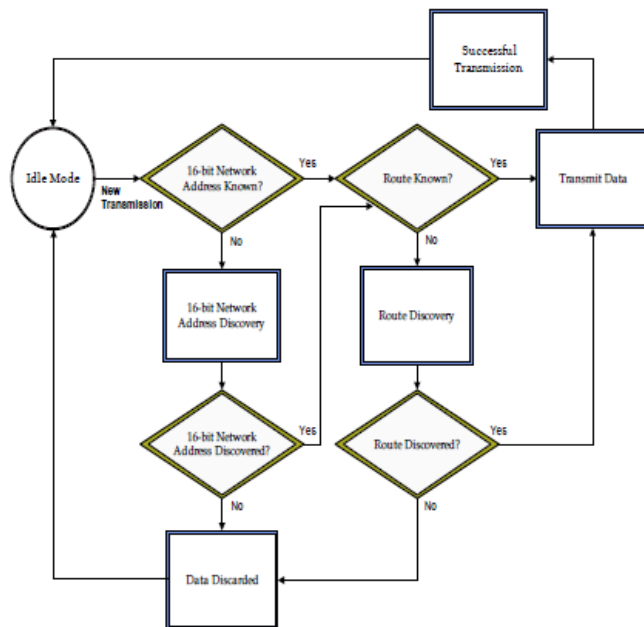 Successful
Transmission
Idle Mode
New
Transmission
16-bit Network
Address Known?
Yes
Route Known?
Yes
Transmit Data
No
No
16-bit Network
Address Discovery
Route Discovery
16-bit Network
Address Discovered?
Yes
Route Discovered?
Yes
No
No
Data Discarded